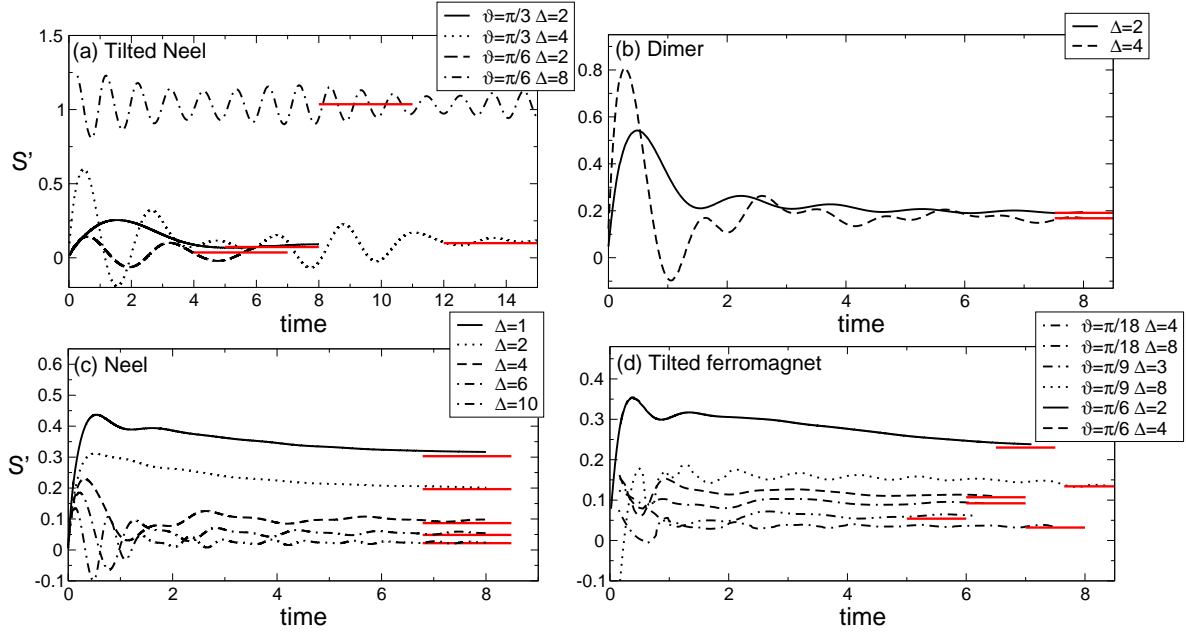 (a) Tilted Neel
ϑ=π/3 Δ=2
ϑ=π/3 Δ=4
ϑ=π/6 Δ=2
ϑ=π/6 Δ=8
1.5
1
0.5
0
S'
0 2 4 6 8 10 12 14
time
(b) Dimer
Δ=2
Δ=4
0.8
0.6
0.4
0.2
0
0 2 4 6 8
time
(c) Neel
Δ=1
Δ=2
Δ=4
Δ=6
Δ=10
0.6
0.5
0.4
0.3
0.2
0.1
0
-0.1
S'
0 2 4 6 8
time
(d) Tilted ferromagnet
ϑ=π/18 Δ=4
ϑ=π/18 Δ=8
ϑ=π/9 Δ=3
ϑ=π/9 Δ=8
ϑ=π/6 Δ=2
ϑ=π/6 Δ=4
0.4
0.3
0.2
0.1
0
-0.1
0 2 4 6 8
time